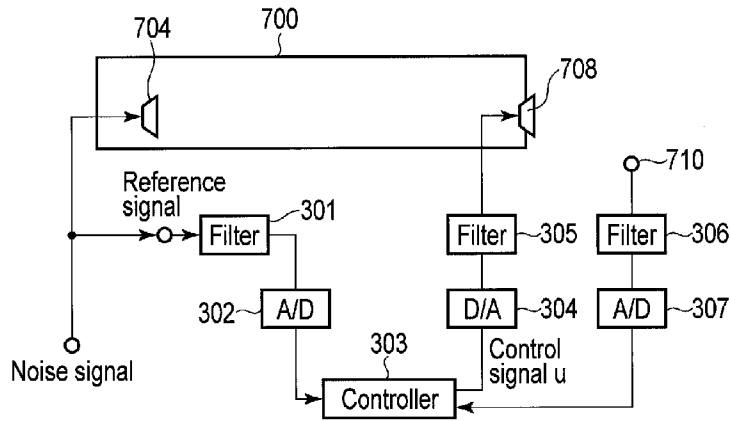 700
704
708
710
Reference
signal
301
Filter
Filter
305
Filter
306
302
A/D
D/A
304
A/D
307
Noise signal
303
Control
signal u
Controller